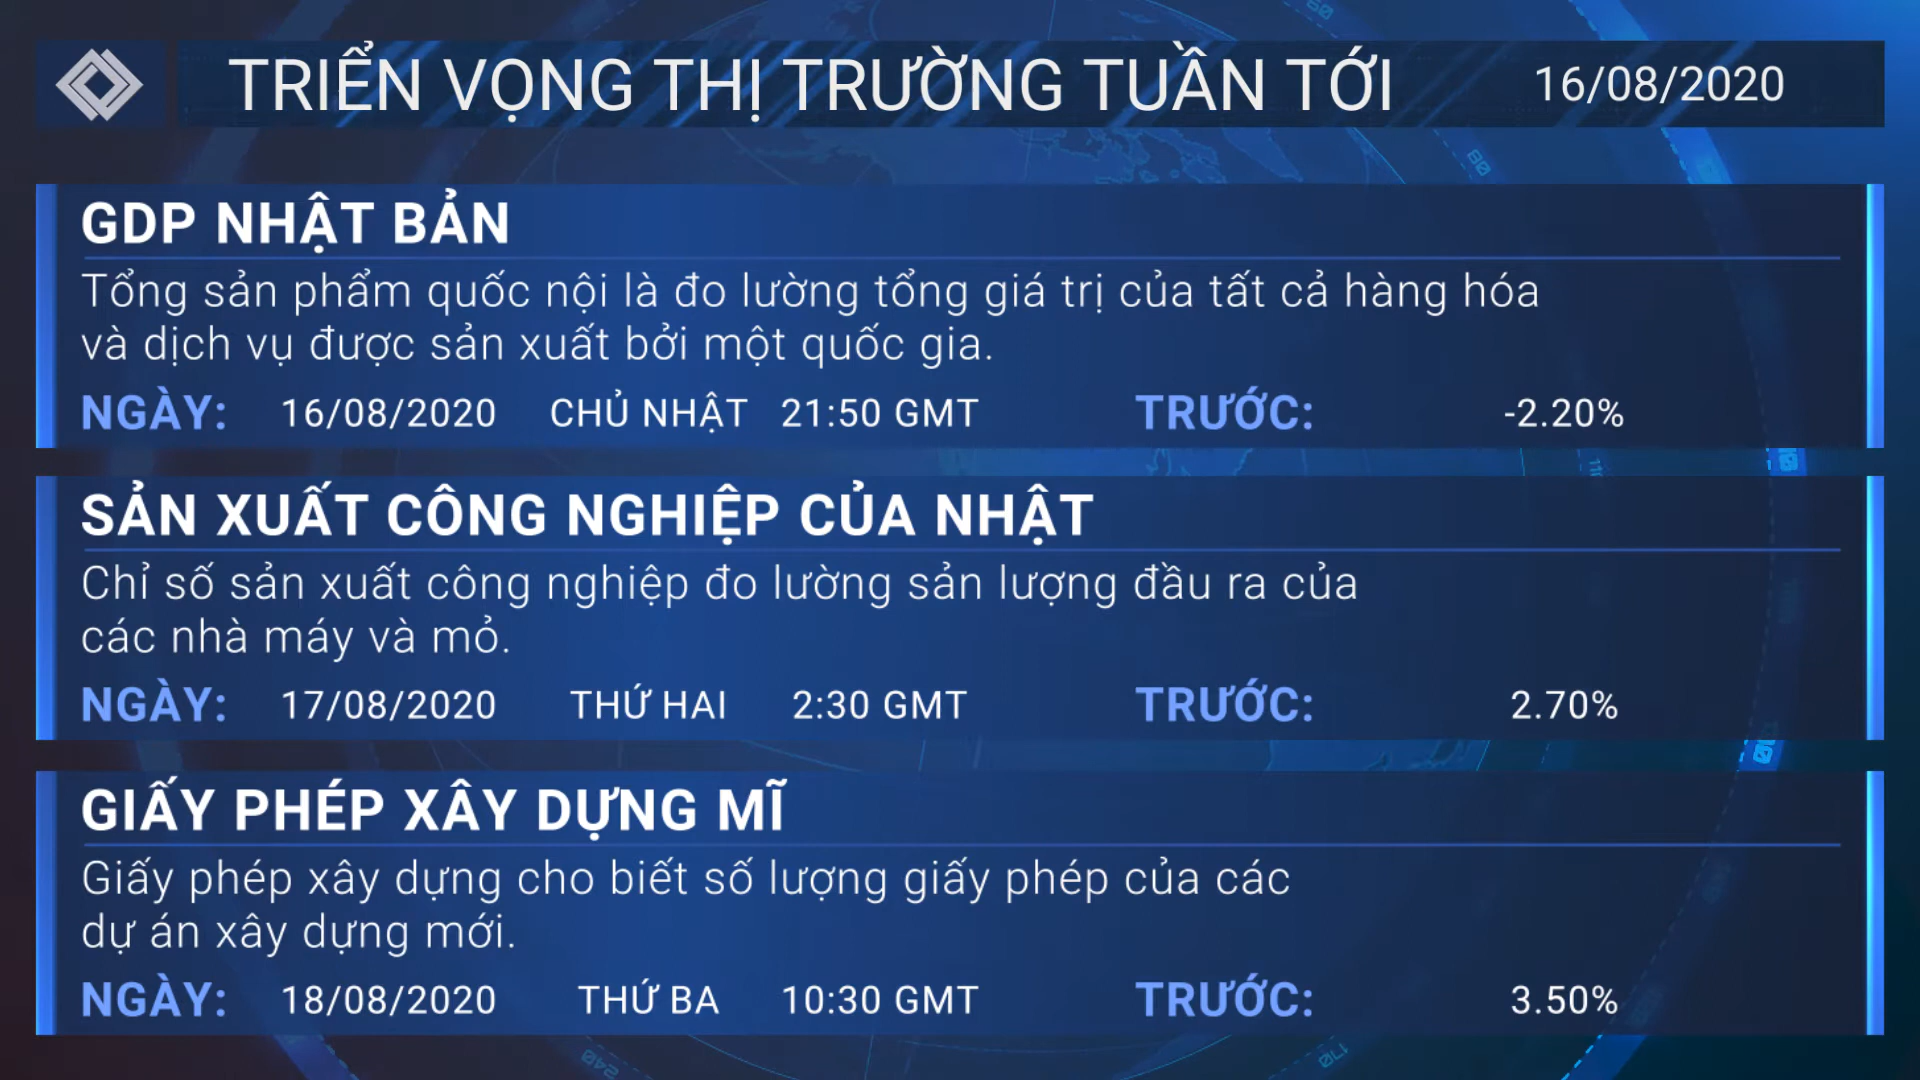 TRIỂN VỌNG THỊ TRƯỜNG TUẦN TỚI 16/08/2020
GDP NHẬT BẢN
Tổng sản phẩm quốc nội là đo lường tổng giá trị của tất cả hàng hóa
và dịch vụ được sản xuất bởi một quốc gia.
NGÀY: 16/08/2020 CHỦ NHẬT 21:50 GMT TRƯỚC: -2.20%
SẢN XUẤT CÔNG NGHIỆP CỦA NHẬT
Chỉ số sản xuất công nghiệp đo lường sản lượng đầu ra của
các nhà máy và mỏ.
NGÀY: 17/08/2020 THỨ HAI 2:30 GMT TRƯỚC: 2.70%
GIẤY PHÉP XÂY DỰNG MĨ
Giấy phép xây dựng cho biết số lượng giấy phép của các
dự án xây dựng mới.
NGÀY: 18/08/2020 THỨ BA 10:30 GMT TRƯỚC: 3.50%